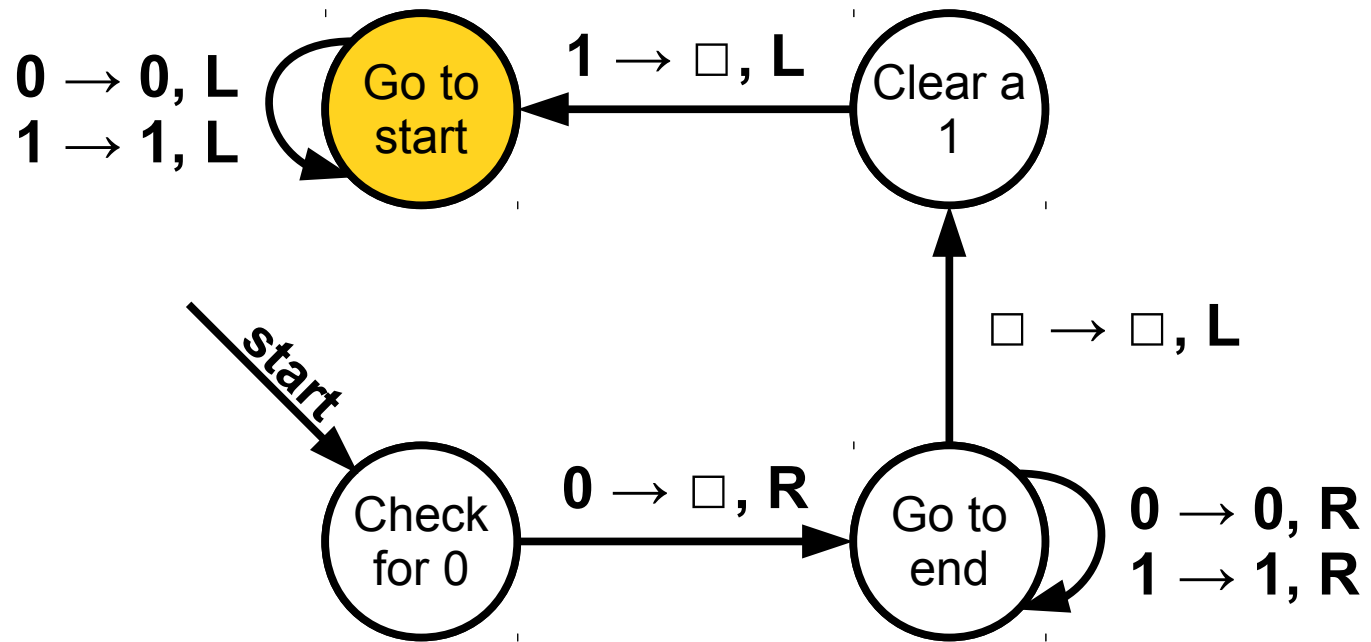 0 → 0, L
1 → 1, L
Go to
start
1 → □, L
Clear a
1
□ → □, L
start
Check
for 0
0 → □, R
Go to
end
0 → 0, R
1 → 1, R